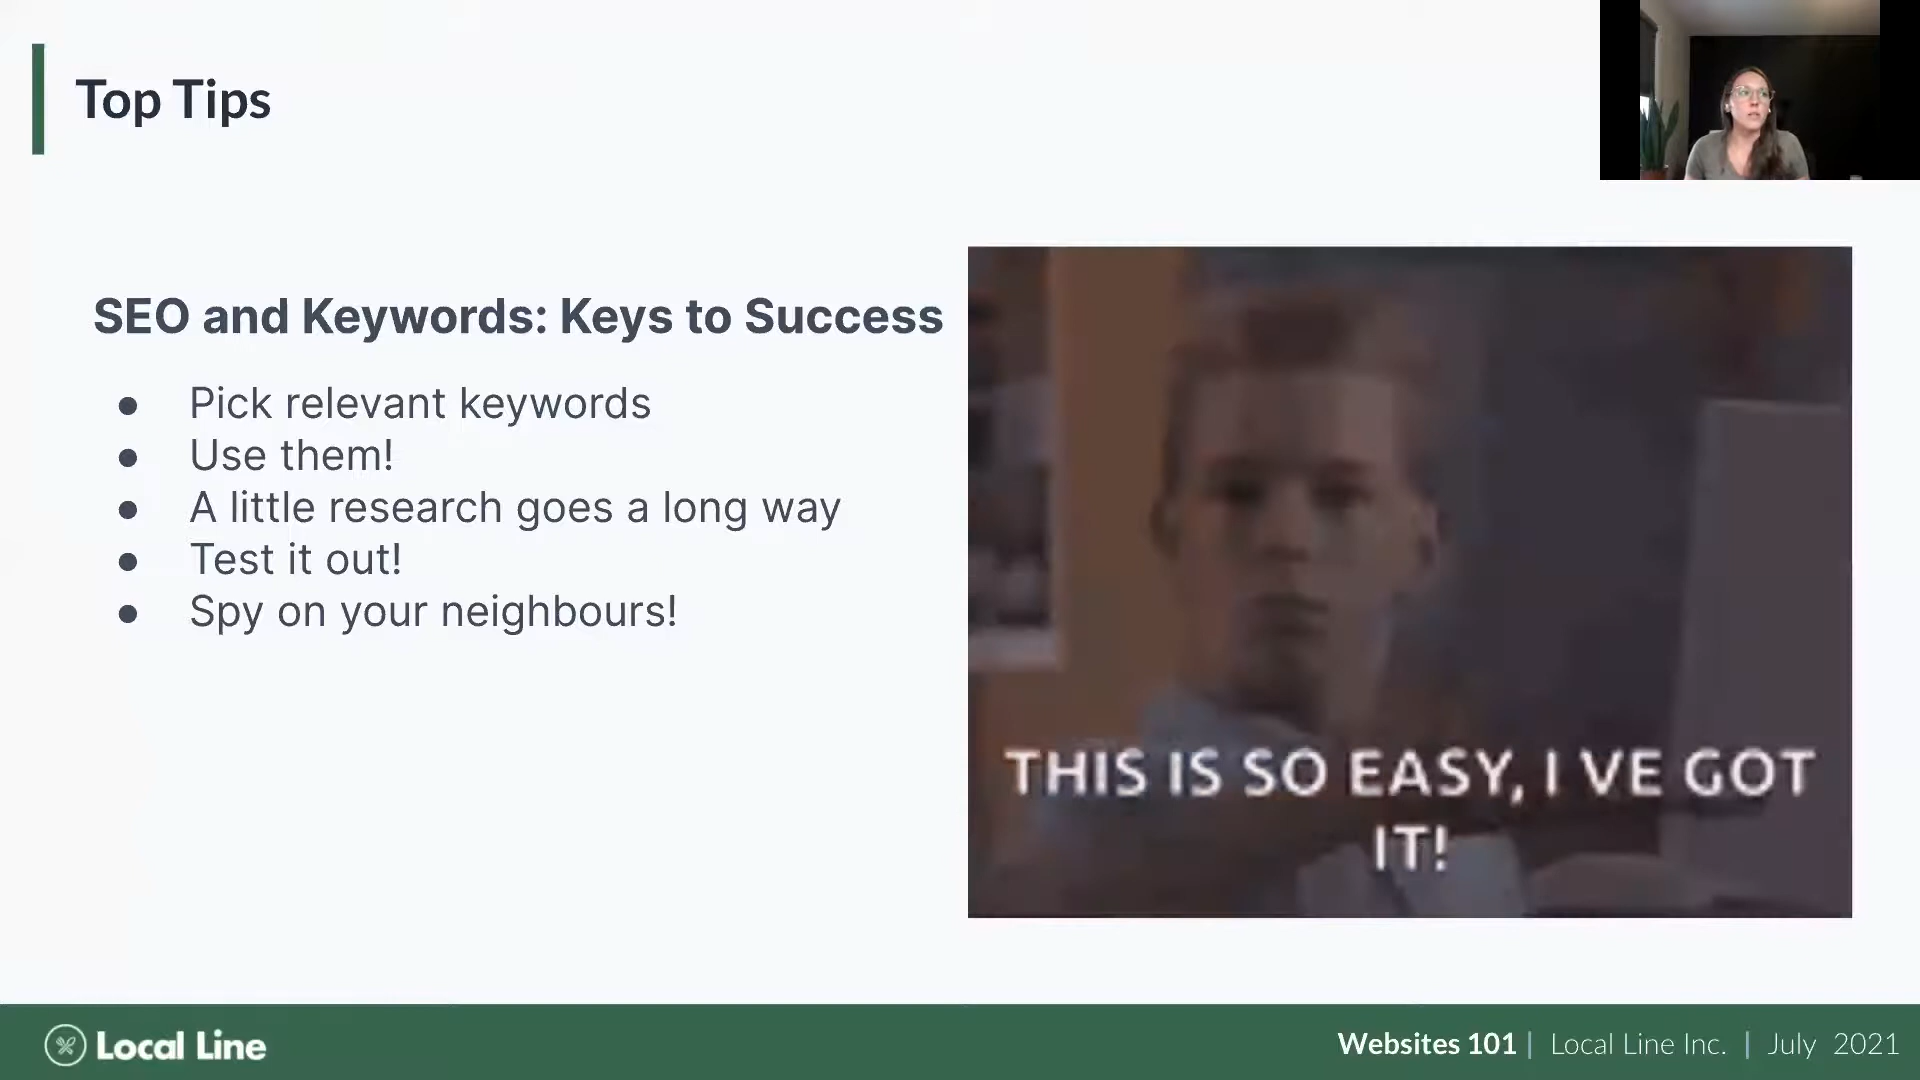 Top Tips
SEO and Keywords: Keys to Success
● Pick relevant keywords
● Use them!
● A little research goes a long way
● Test it out!
● Spy on your neighbours!
THIS IS SO EASY, I VE GOT
IT!
Local Line
Websites 101 | Local Line Inc. | July 2021